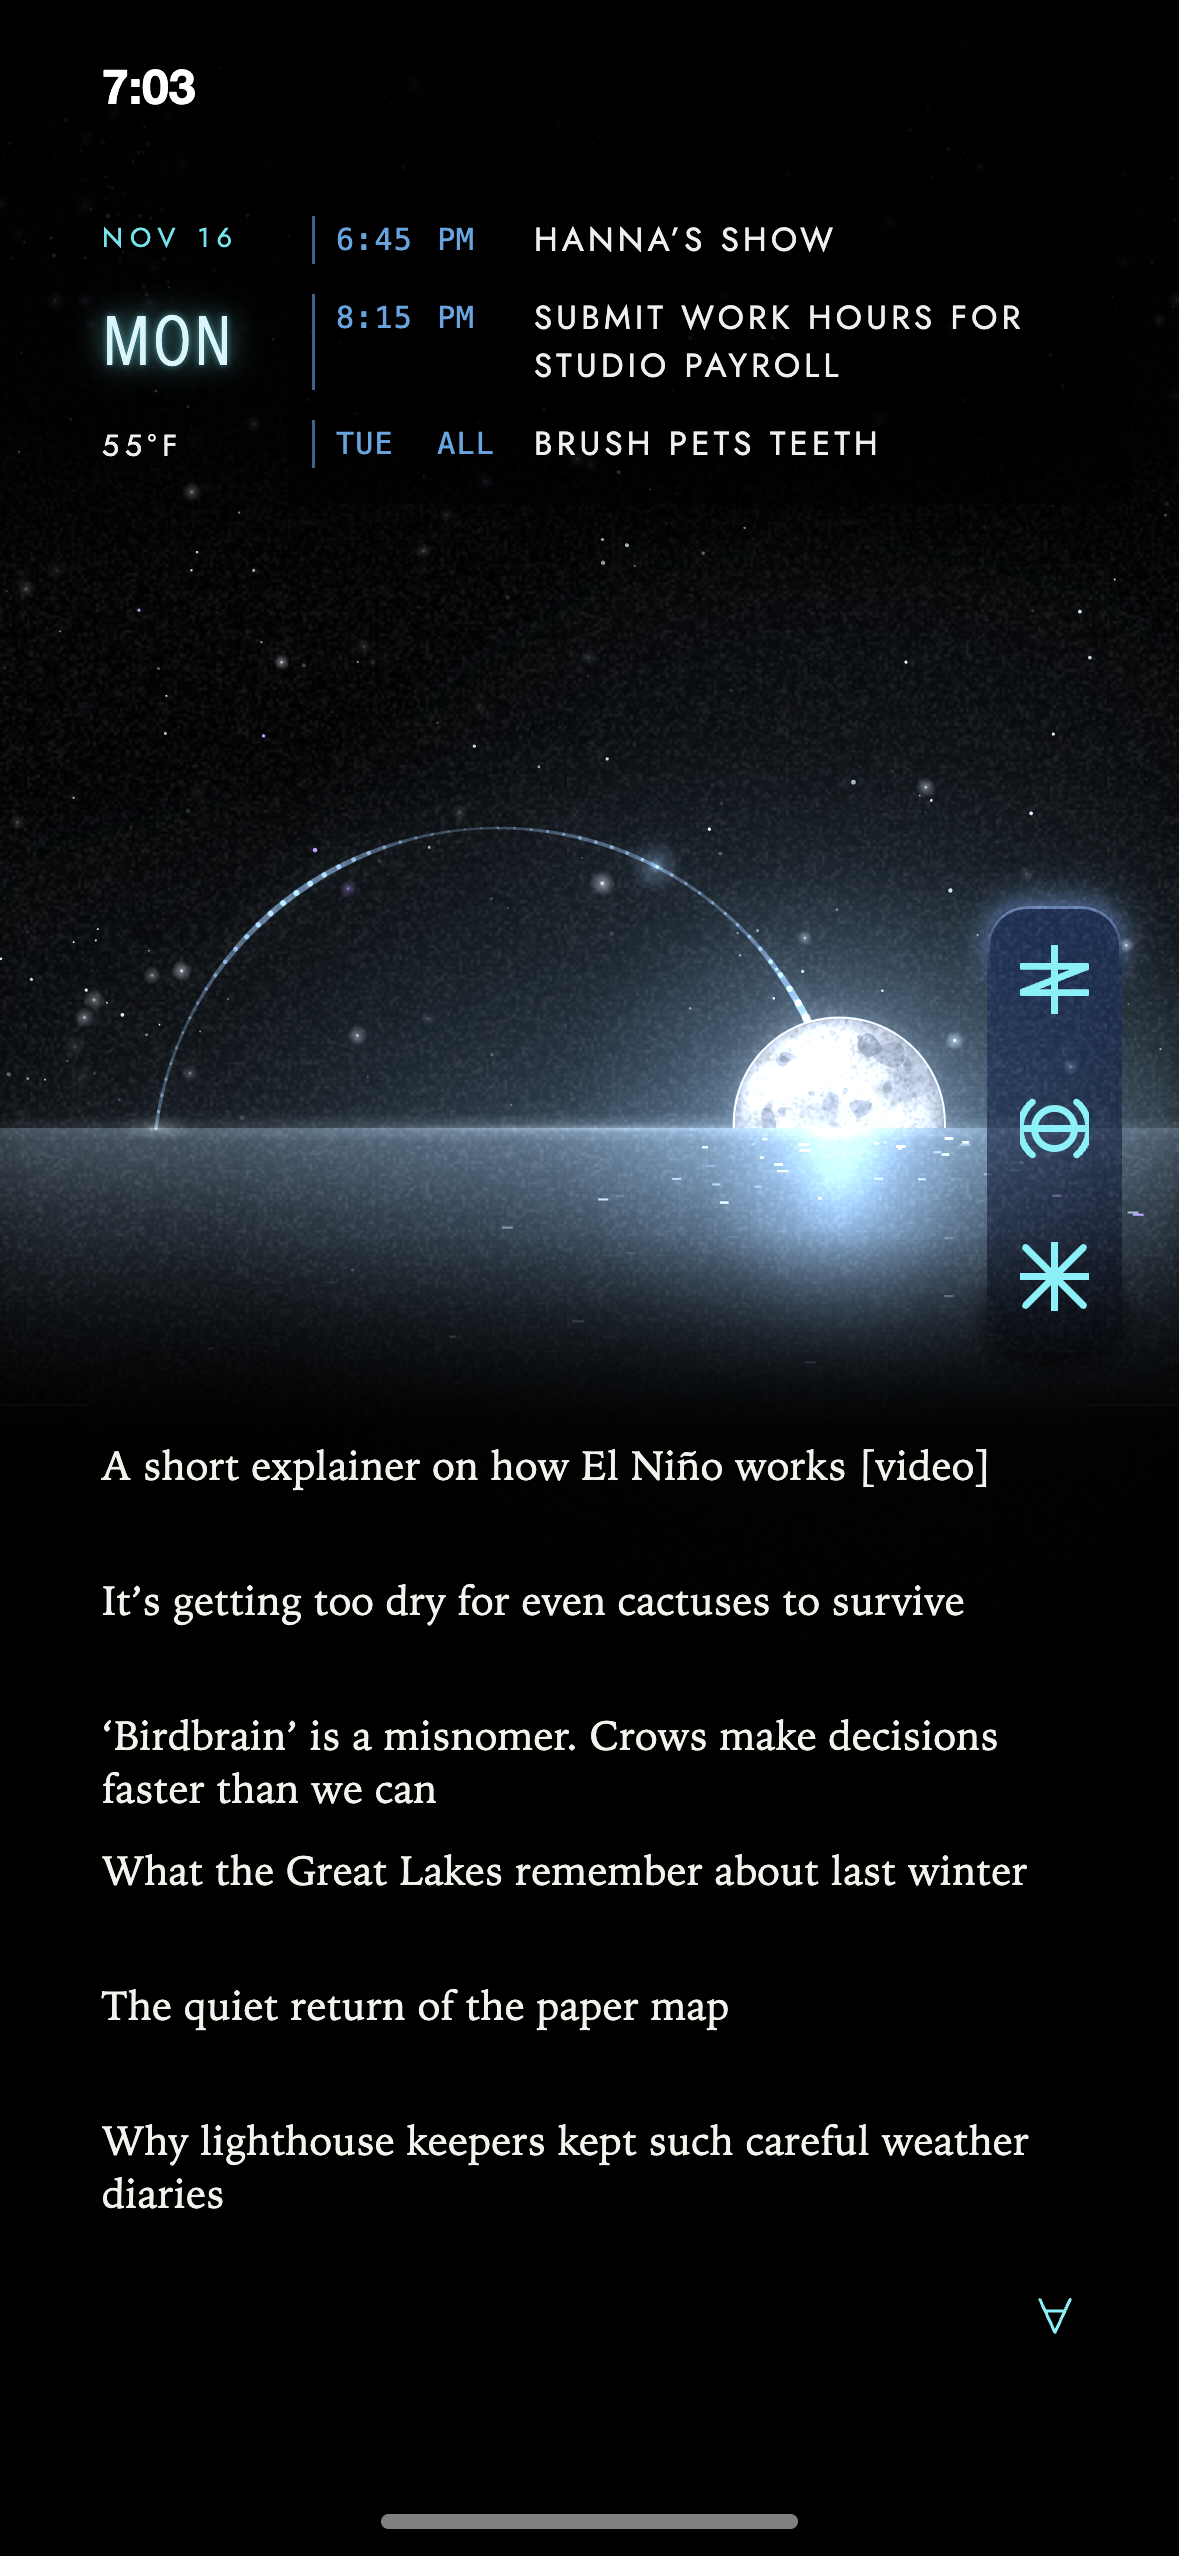 7:03
NOV 16
MON
55°F
6:45 PM HANNA’S SHOW
8:15 PM SUBMIT WORK HOURS FOR
STUDIO PAYROLL
TUE ALL BRUSH PETS TEETH
A short explainer on how El Niño works [video]
It’s getting too dry for even cactuses to survive
‘Birdbrain’ is a misnomer. Crows make decisions
faster than we can
What the Great Lakes remember about last winter
The quiet return of the paper map
Why lighthouse keepers kept such careful weather
diaries